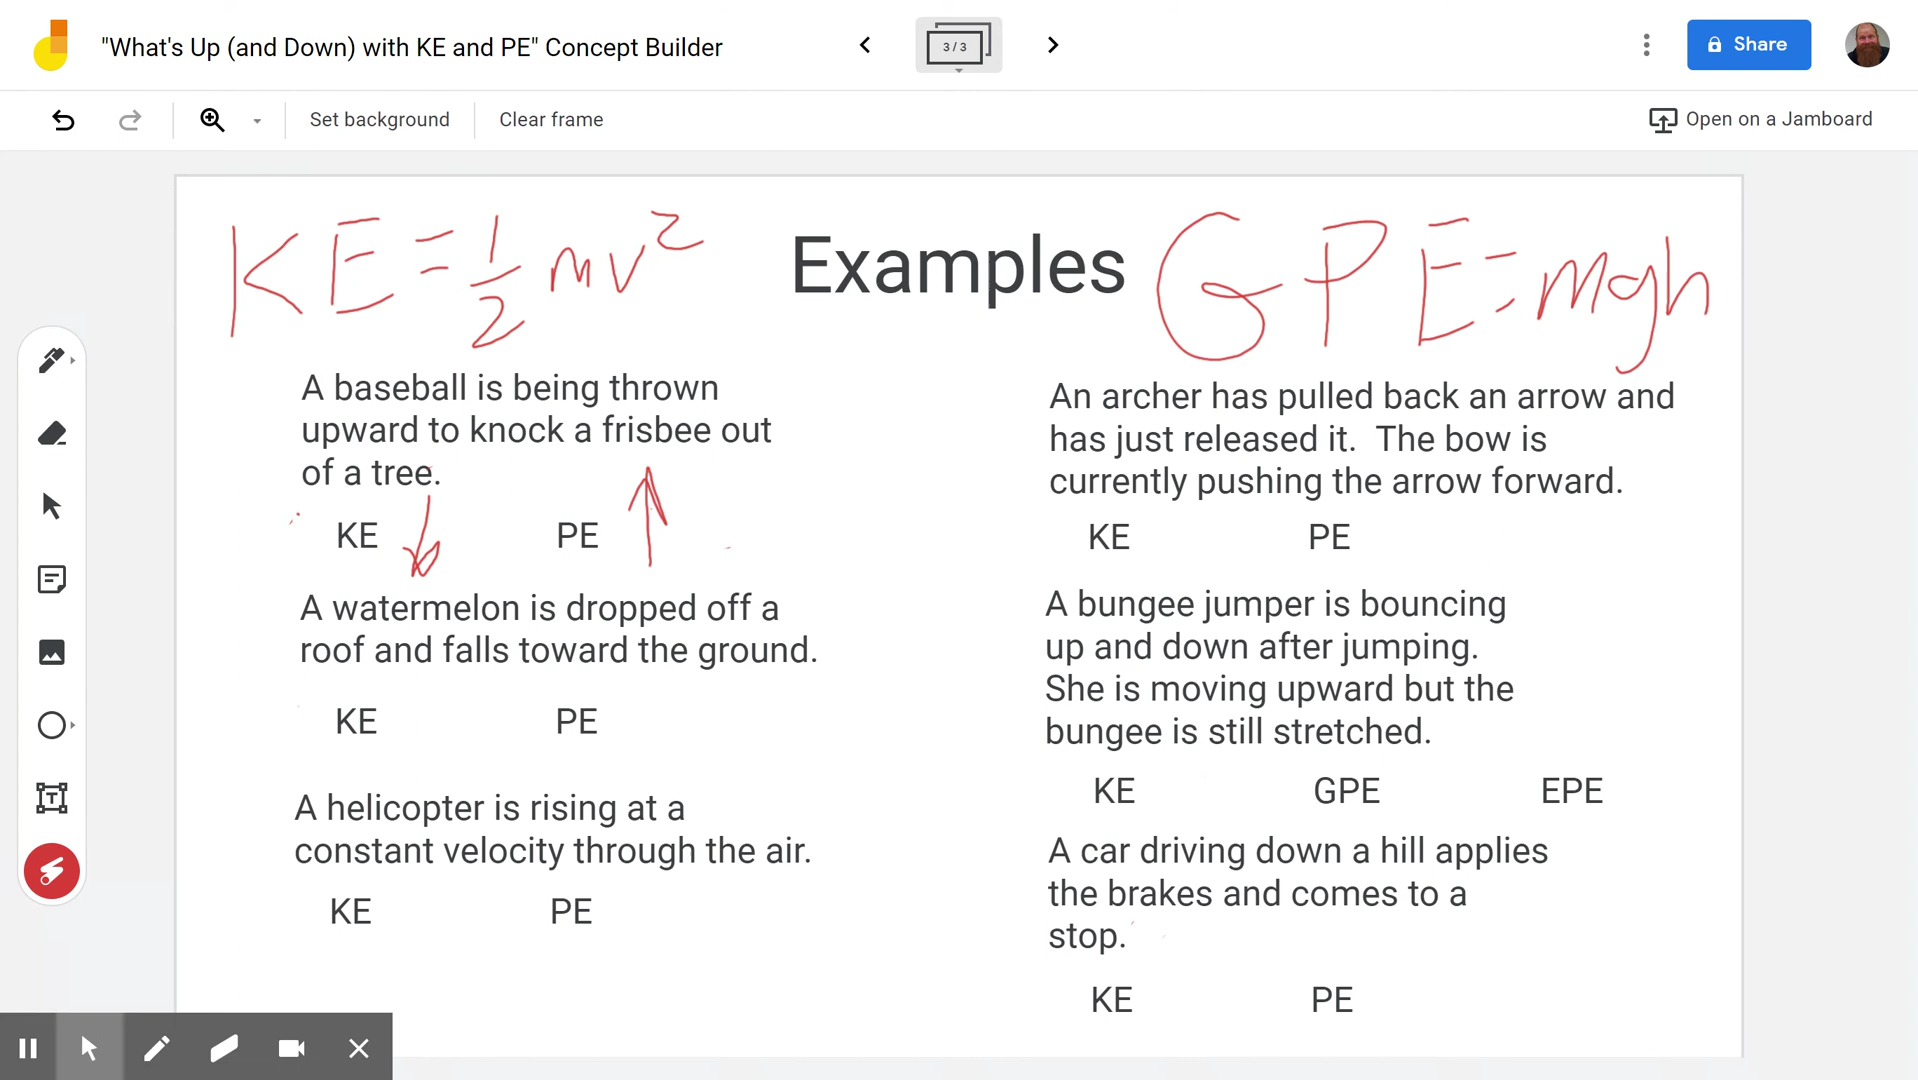 "What's Up (and Down) with KE and PE" Concept Builder
3 / 3
Share
Set background
Clear frame
Open on a Jamboard
KE = 1/2 mv²
Examples
GPE = mgh
A baseball is being thrown
upward to knock a frisbee out
of a tree.
KE PE
A watermelon is dropped off a
roof and falls toward the ground.
KE PE
A helicopter is rising at a
constant velocity through the air.
KE PE
An archer has pulled back an arrow and
has just released it. The bow is
currently pushing the arrow forward.
KE PE
A bungee jumper is bouncing
up and down after jumping.
She is moving upward but the
bungee is still stretched.
KE GPE EPE
A car driving down a hill applies
the brakes and comes to a
stop.
KE PE